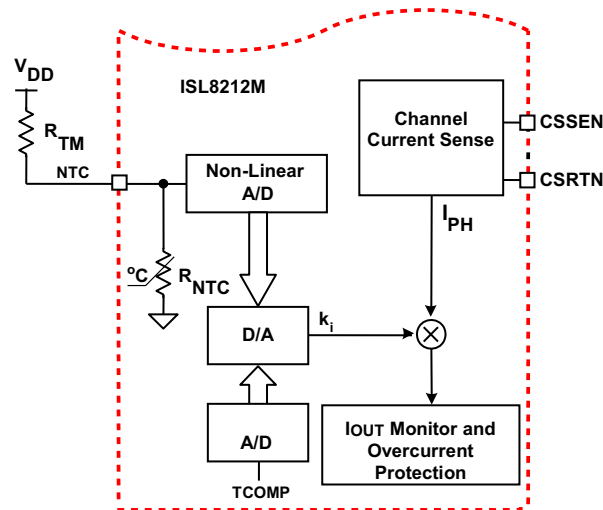 ISL8212M
VDD
RTM
NTC
Non-Linear
A/D
Channel
Current Sense
CSSEN
CSRTN
IPH
oC
RNTC
D/A
ki
A/D
TCOMP
IOUT Monitor and
Overcurrent
Protection